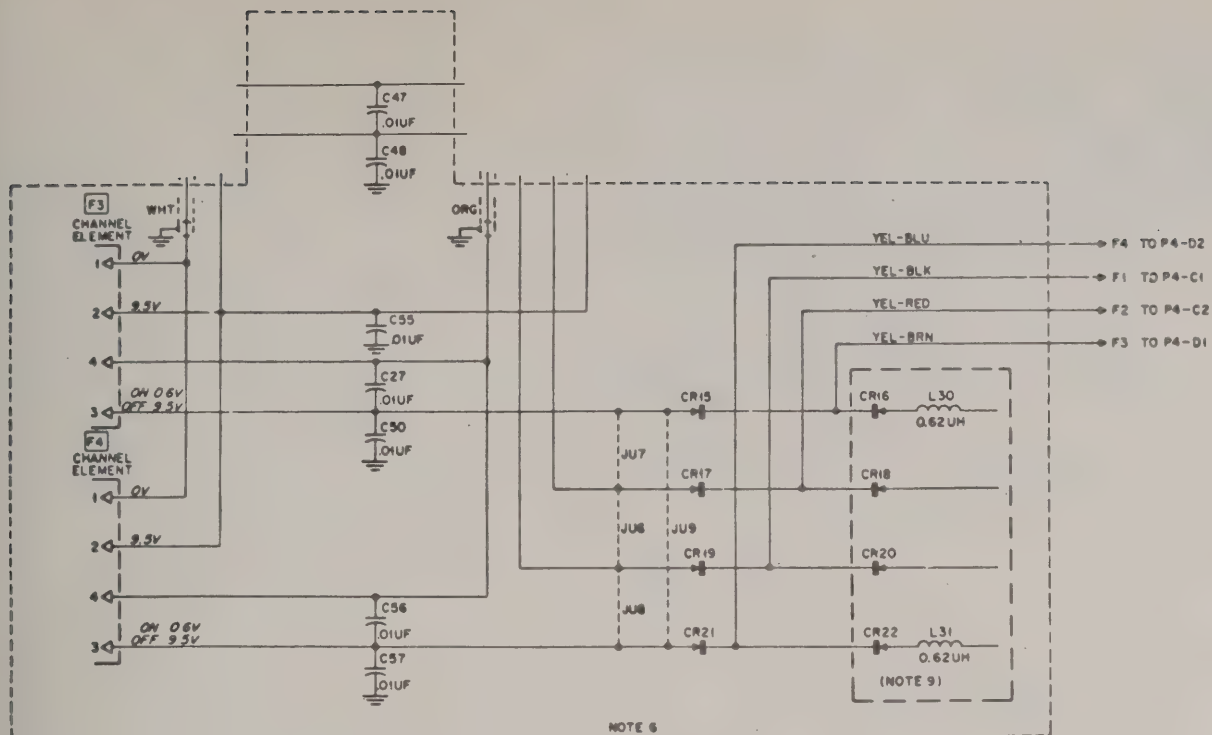 C47
.01UF
C48
.01UF
F3
CHANNEL
ELEMENT
WHT
ORG
1
0V
2
9.5V
C55
.01UF
4
C27
.01UF
ON 0.6V
OFF 9.5V
3
C50
.01UF
F4
CHANNEL
ELEMENT
1
0V
2
9.5V
4
C56
.01UF
ON 0.6V
OFF 9.5V
3
C57
.01UF
YEL-BLU
F4 TO P4-D2
YEL-BLK
F1 TO P4-C1
YEL-RED
F2 TO P4-C2
YEL-BRN
F3 TO P4-D1
CR15
CR16
L30
0.62UH
JU7
CR17
CR18
JU6
JU9
CR19
CR20
JU8
CR21
CR22
L31
0.62UH
(NOTE 9)
NOTE 6